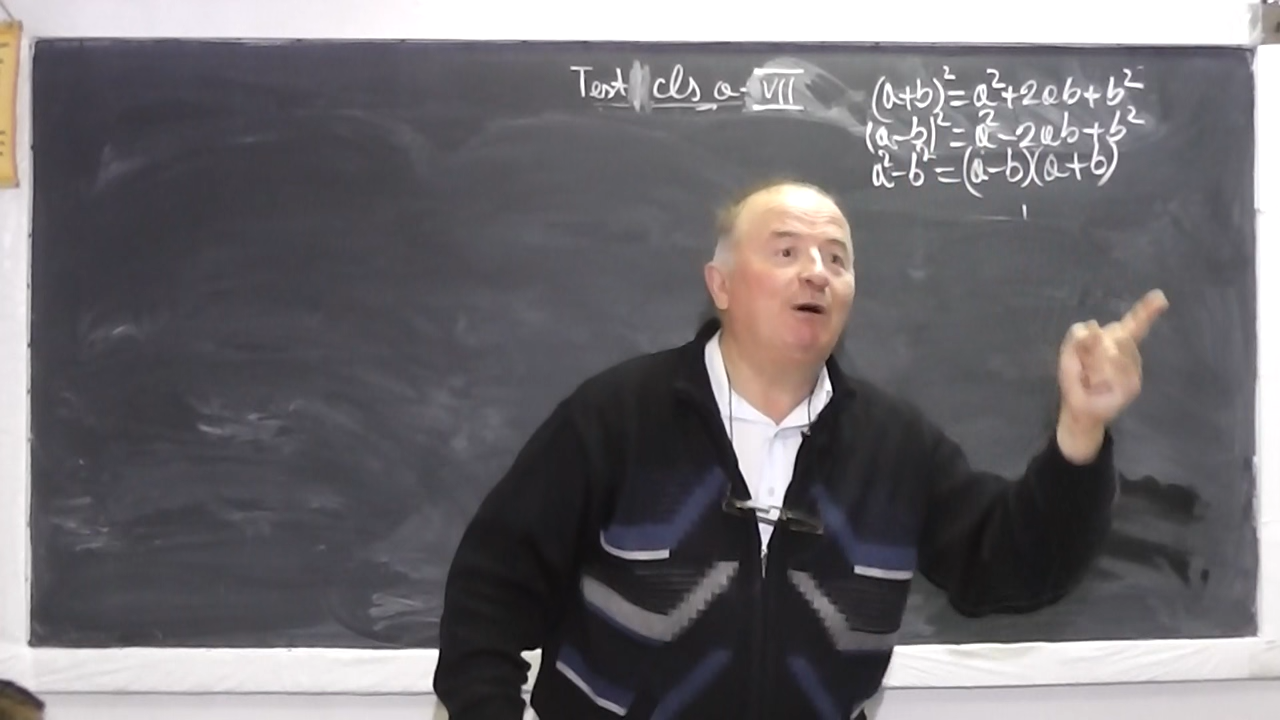 Test cls a VII
(a+b)²=a²+2ab+b²
(a-b)²=a²-2ab+b²
a²-b²=(a-b)(a+b)